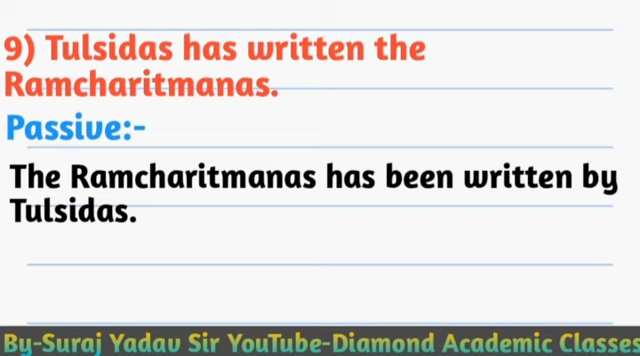 9) Tulsidas has written the
Ramcharitmanas.
Passive:-
The Ramcharitmanas has been written by
Tulsidas.
By-Suraj Yadav Sir YouTube-Diamond Academic Classes